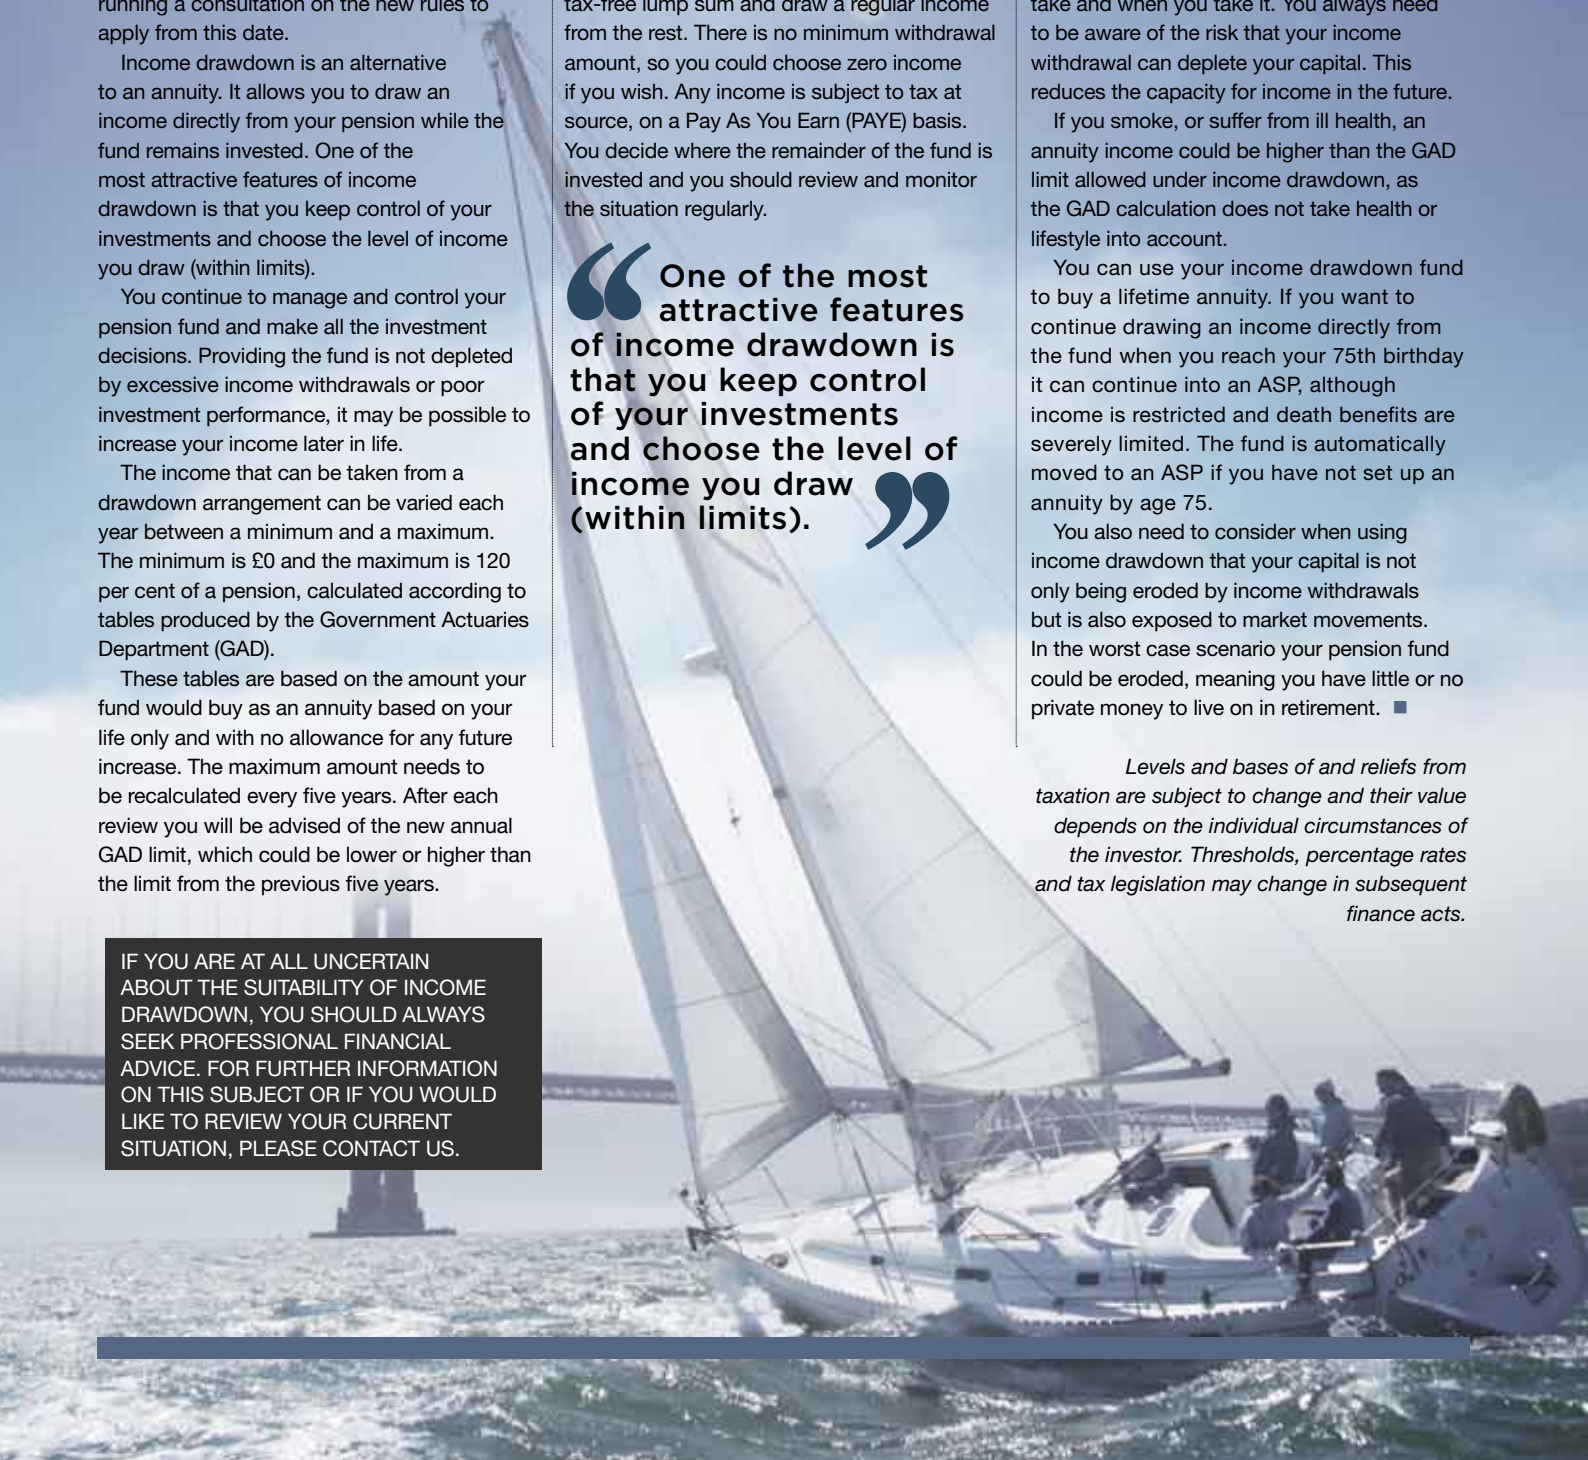 running a consultation on the new rules to
apply from this date.
Income drawdown is an alternative
to an annuity. It allows you to draw an
income directly from your pension while the
fund remains invested. One of the
most attractive features of income
drawdown is that you keep control of your
investments and choose the level of income
you draw (within limits).
You continue to manage and control your
pension fund and make all the investment
decisions. Providing the fund is not depleted
by excessive income withdrawals or poor
investment performance, it may be possible to
increase your income later in life.
The income that can be taken from a
drawdown arrangement can be varied each
year between a minimum and a maximum.
The minimum is £0 and the maximum is 120
per cent of a pension, calculated according to
tables produced by the Government Actuaries
Department (GAD).
These tables are based on the amount your
fund would buy as an annuity based on your
life only and with no allowance for any future
increase. The maximum amount needs to
be recalculated every five years. After each
review you will be advised of the new annual
GAD limit, which could be lower or higher than
the limit from the previous five years.
IF YOU ARE AT ALL UNCERTAIN
ABOUT THE SUITABILITY OF INCOME
DRAWDOWN, YOU SHOULD ALWAYS
SEEK PROFESSIONAL FINANCIAL
ADVICE. FOR FURTHER INFORMATION
ON THIS SUBJECT OR IF YOU WOULD
LIKE TO REVIEW YOUR CURRENT
SITUATION, PLEASE CONTACT US.
tax-free lump sum and draw a regular income
from the rest. There is no minimum withdrawal
amount, so you could choose zero income
if you wish. Any income is subject to tax at
source, on a Pay As You Earn (PAYE) basis.
You decide where the remainder of the fund is
invested and you should review and monitor
the situation regularly.
“One of the most
attractive features
of income drawdown is
that you keep control
of your investments
and choose the level of
income you draw
(within limits).”
take and when you take it. You always need
to be aware of the risk that your income
withdrawal can deplete your capital. This
reduces the capacity for income in the future.
If you smoke, or suffer from ill health, an
annuity income could be higher than the GAD
limit allowed under income drawdown, as
the GAD calculation does not take health or
lifestyle into account.
You can use your income drawdown fund
to buy a lifetime annuity. If you want to
continue drawing an income directly from
the fund when you reach your 75th birthday
it can continue into an ASP, although
income is restricted and death benefits are
severely limited. The fund is automatically
moved to an ASP if you have not set up an
annuity by age 75.
You also need to consider when using
income drawdown that your capital is not
only being eroded by income withdrawals
but is also exposed to market movements.
In the worst case scenario your pension fund
could be eroded, meaning you have little or no
private money to live on in retirement. ■
Levels and bases of and reliefs from
taxation are subject to change and their value
depends on the individual circumstances of
the investor. Thresholds, percentage rates
and tax legislation may change in subsequent
finance acts.